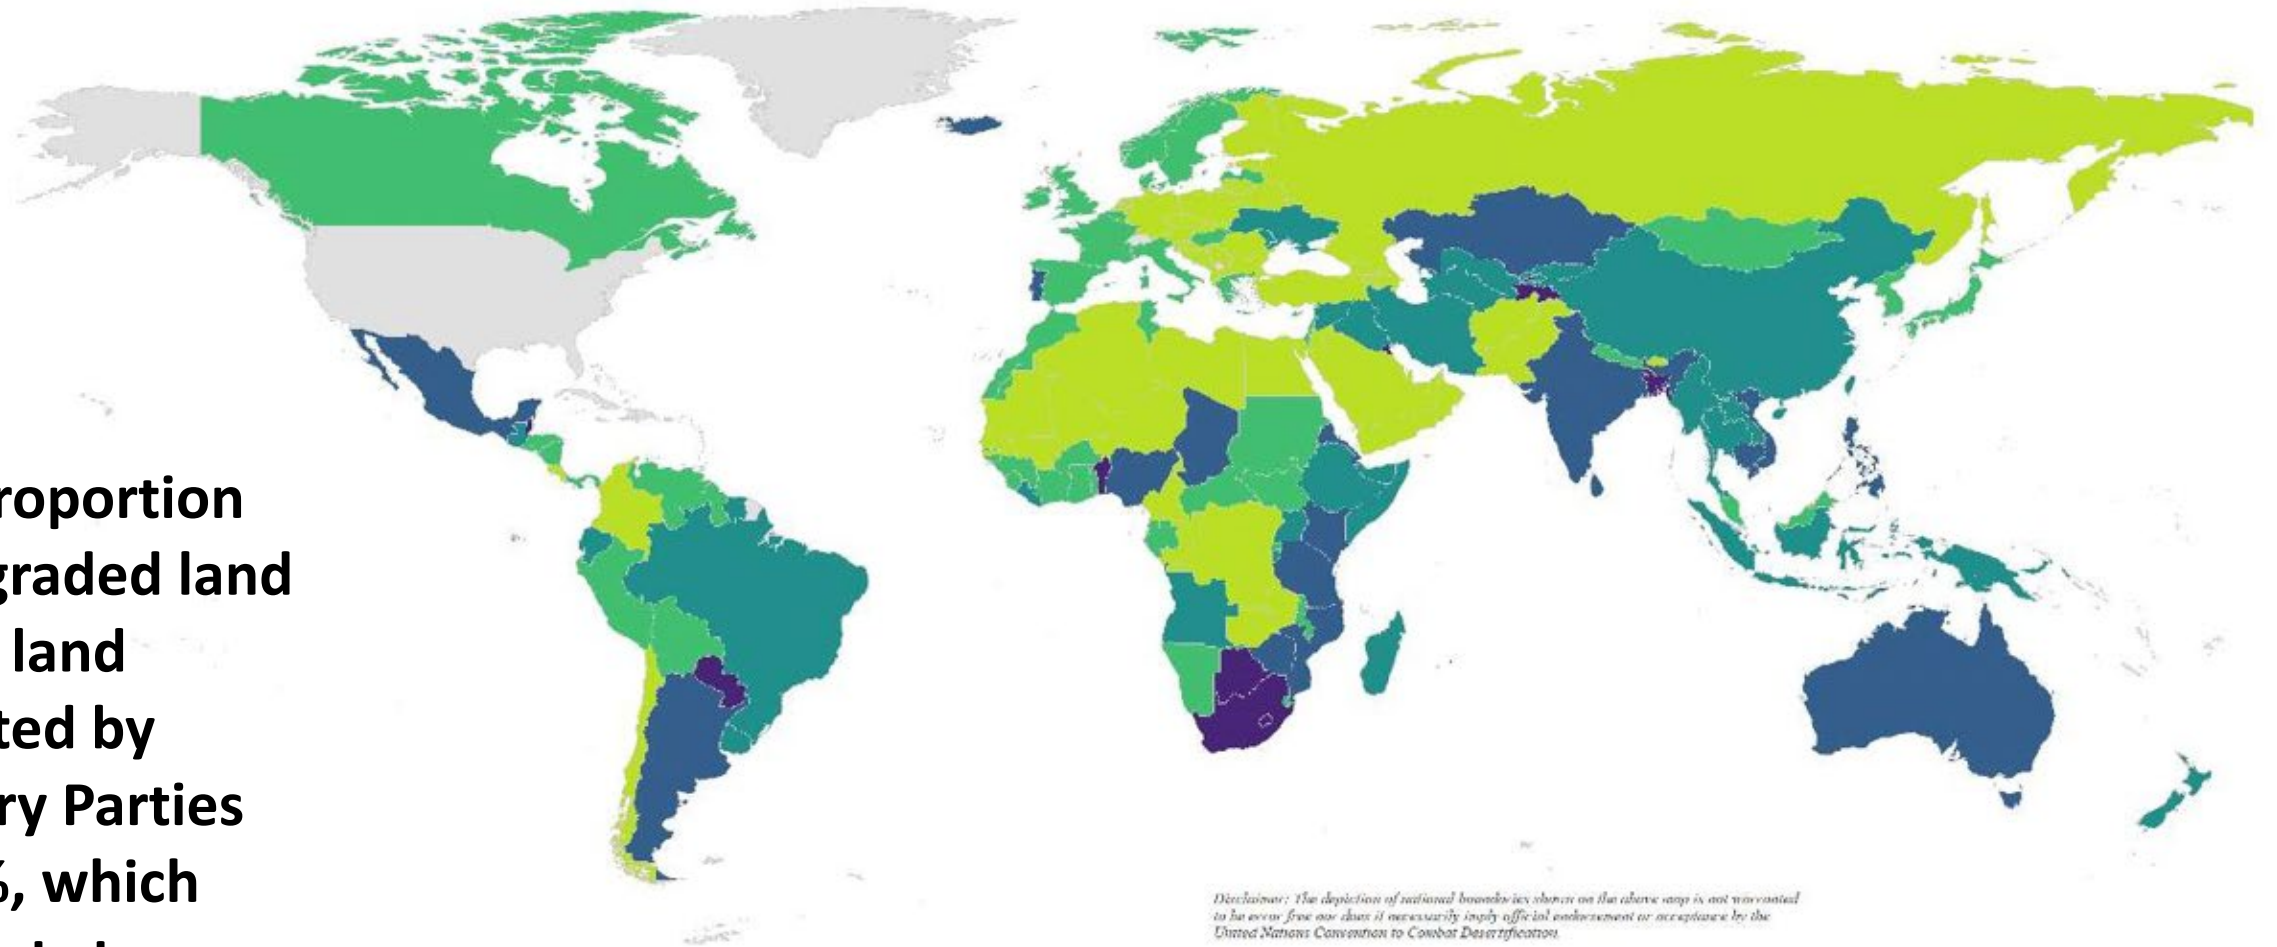 roportion
graded land
land
ted by
ry Parties
%, which
Disclaimer: The depiction of national boundaries shown on the above map is not warranted
to be error free nor does it necessarily imply official endorsement or acceptance by the
United Nations Convention to Combat Desertification.